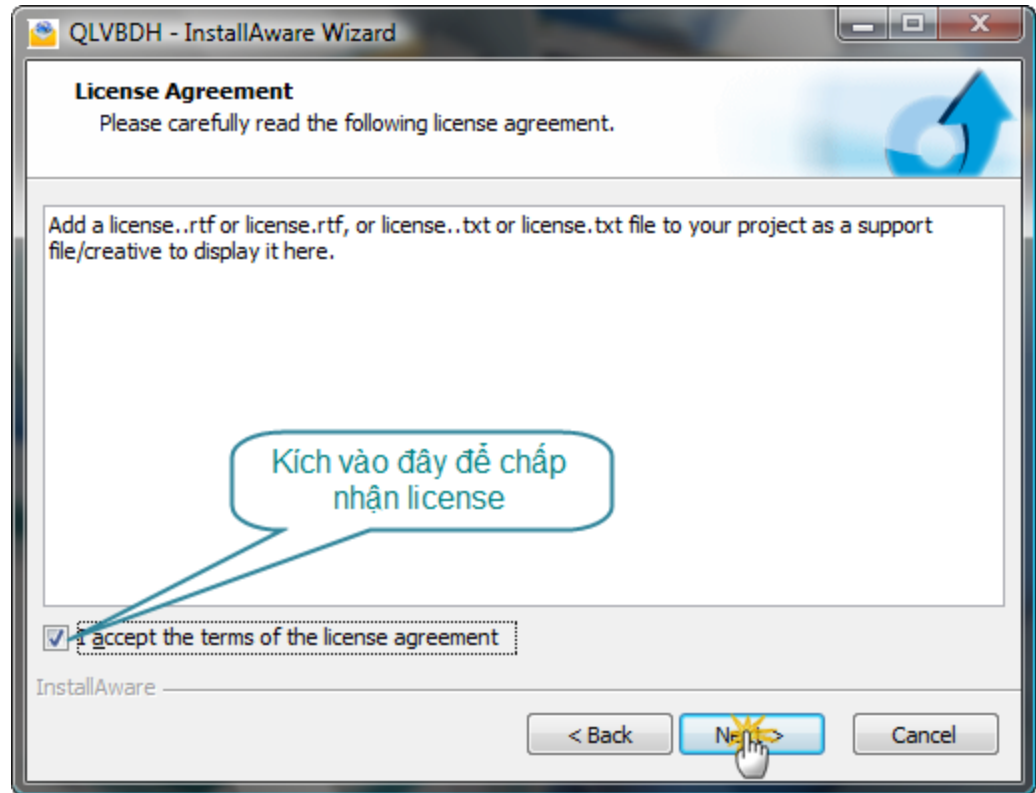 QLVBDH - InstallAware Wizard
License Agreement
Please carefully read the following license agreement.
Add a license..rtf or license.rtf, or license..txt or license.txt file to your project as a support
file/creative to display it here.
Kích vào đây để chấp
nhận license
I accept the terms of the license agreement
InstallAware
< Back
Next >
Cancel